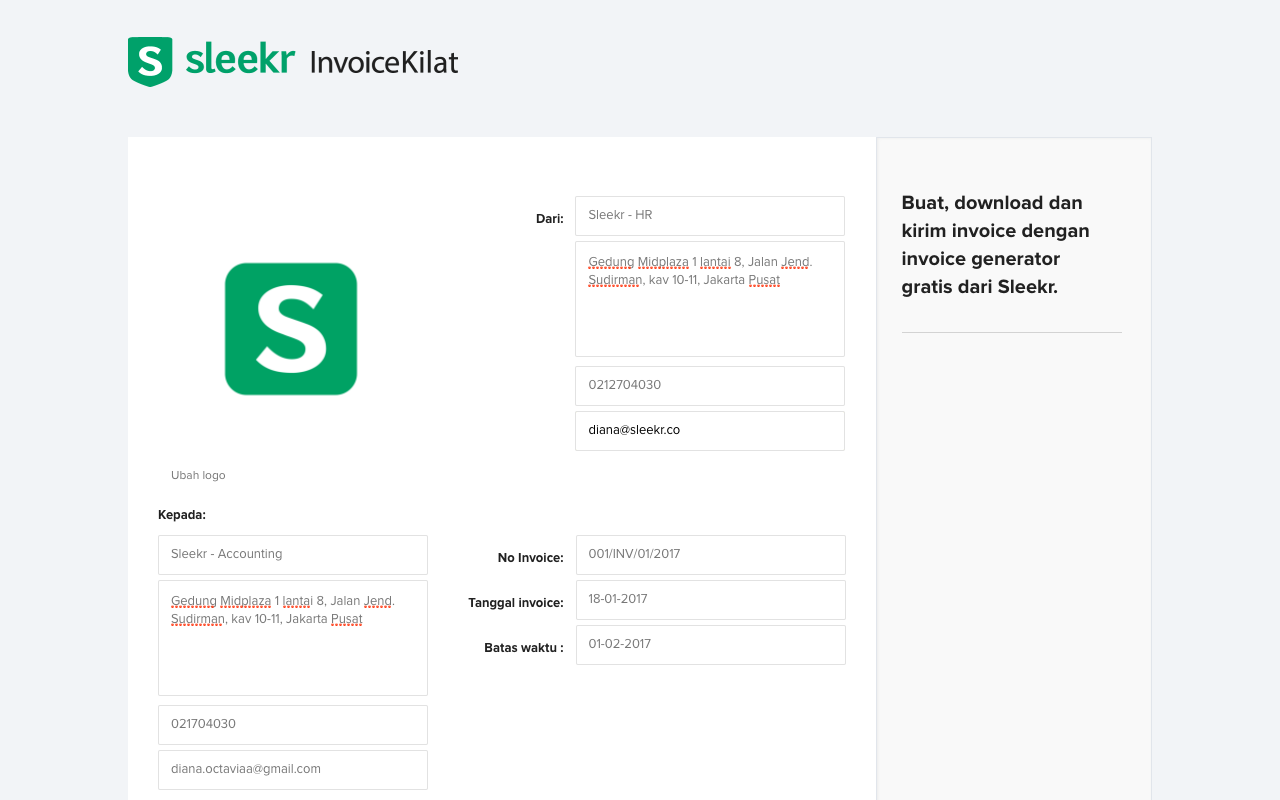 S sleekr InvoiceKilat
Dari:
Sleekr - HR
Gedung Midplaza 1 lantai 8, Jalan Jend.
Sudirman, kav 10-11, Jakarta Pusat
0212704030
diana@sleekr.co
S
Ubah logo
Kepada:
Sleekr - Accounting
Gedung Midplaza 1 lantai 8, Jalan Jend.
Sudirman, kav 10-11, Jakarta Pusat
021704030
diana.octaviaa@gmail.com
No Invoice:
001/INV/01/2017
Tanggal invoice:
18-01-2017
Batas waktu :
01-02-2017
Buat, download dan
kirim invoice dengan
invoice generator
gratis dari Sleekr.